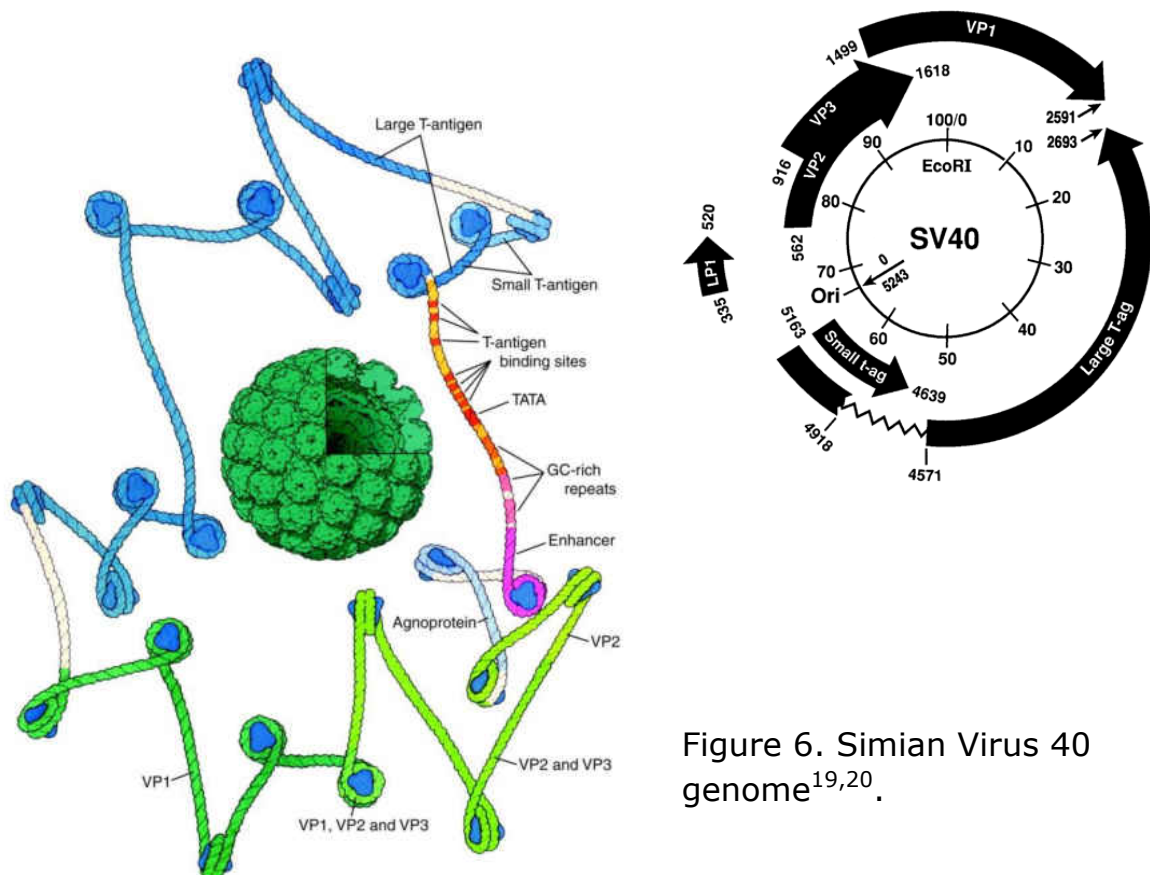 Large T-antigen
Small T-antigen
T-antigen
binding sites
TATA
GC-rich
repeats
Enhancer
Agnoprotein
VP2
VP2 and VP3
VP1
VP1, VP2 and VP3
VP1
1499
1618
VP3
VP2
916
562
520
LP1
335
2591
2693
100/0
EcoRI
10
20
30
40
50
60
70
80
90
SV40
0
5243
Ori
5163
Small t-ag
4639
4918
4571
Large T-ag
Figure 6. Simian Virus 40
genome19,20.